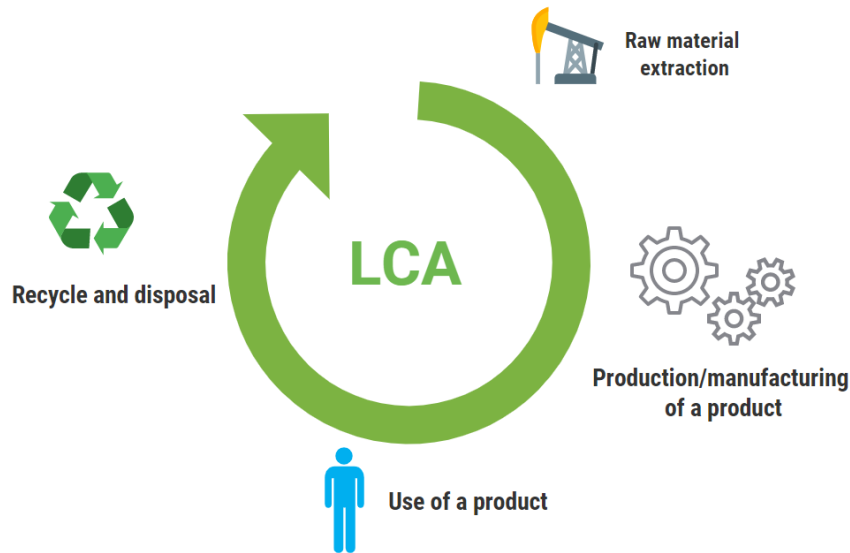 Raw material
extraction
LCA
Recycle and disposal
Production/manufacturing
of a product
Use of a product